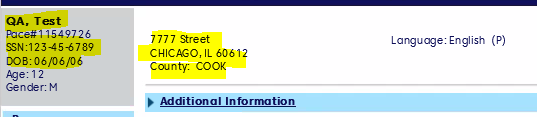 QA, Test
Pace#11549726
SSN:123-45-6789
DOB: 06/06/06
Age: 12
Gender: M
7777 Street
CHICAGO, IL 60612
County: COOK
Language: English (P)
Additional Information